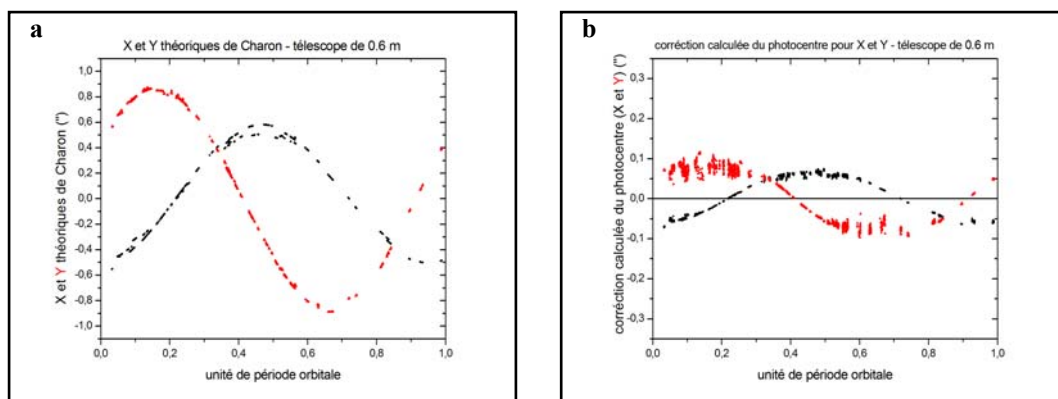 a
X et Y théoriques de Charon - télescope de 0.6 m
X et Y théoriques de Charon (")
1,0
0,8
0,6
0,4
0,2
0,0
-0,2
-0,4
-0,6
-0,8
-1,0
0,0 0,2 0,4 0,6 0,8 1,0
unité de période orbitale
b
corréction calculée du photocentre pour X et Y - télescope de 0.6 m
corréction calculée du photocentre (X et Y) (")
0,3
0,2
0,1
0,0
-0,1
-0,2
-0,3
0,0 0,2 0,4 0,6 0,8 1,0
unité de période orbitale